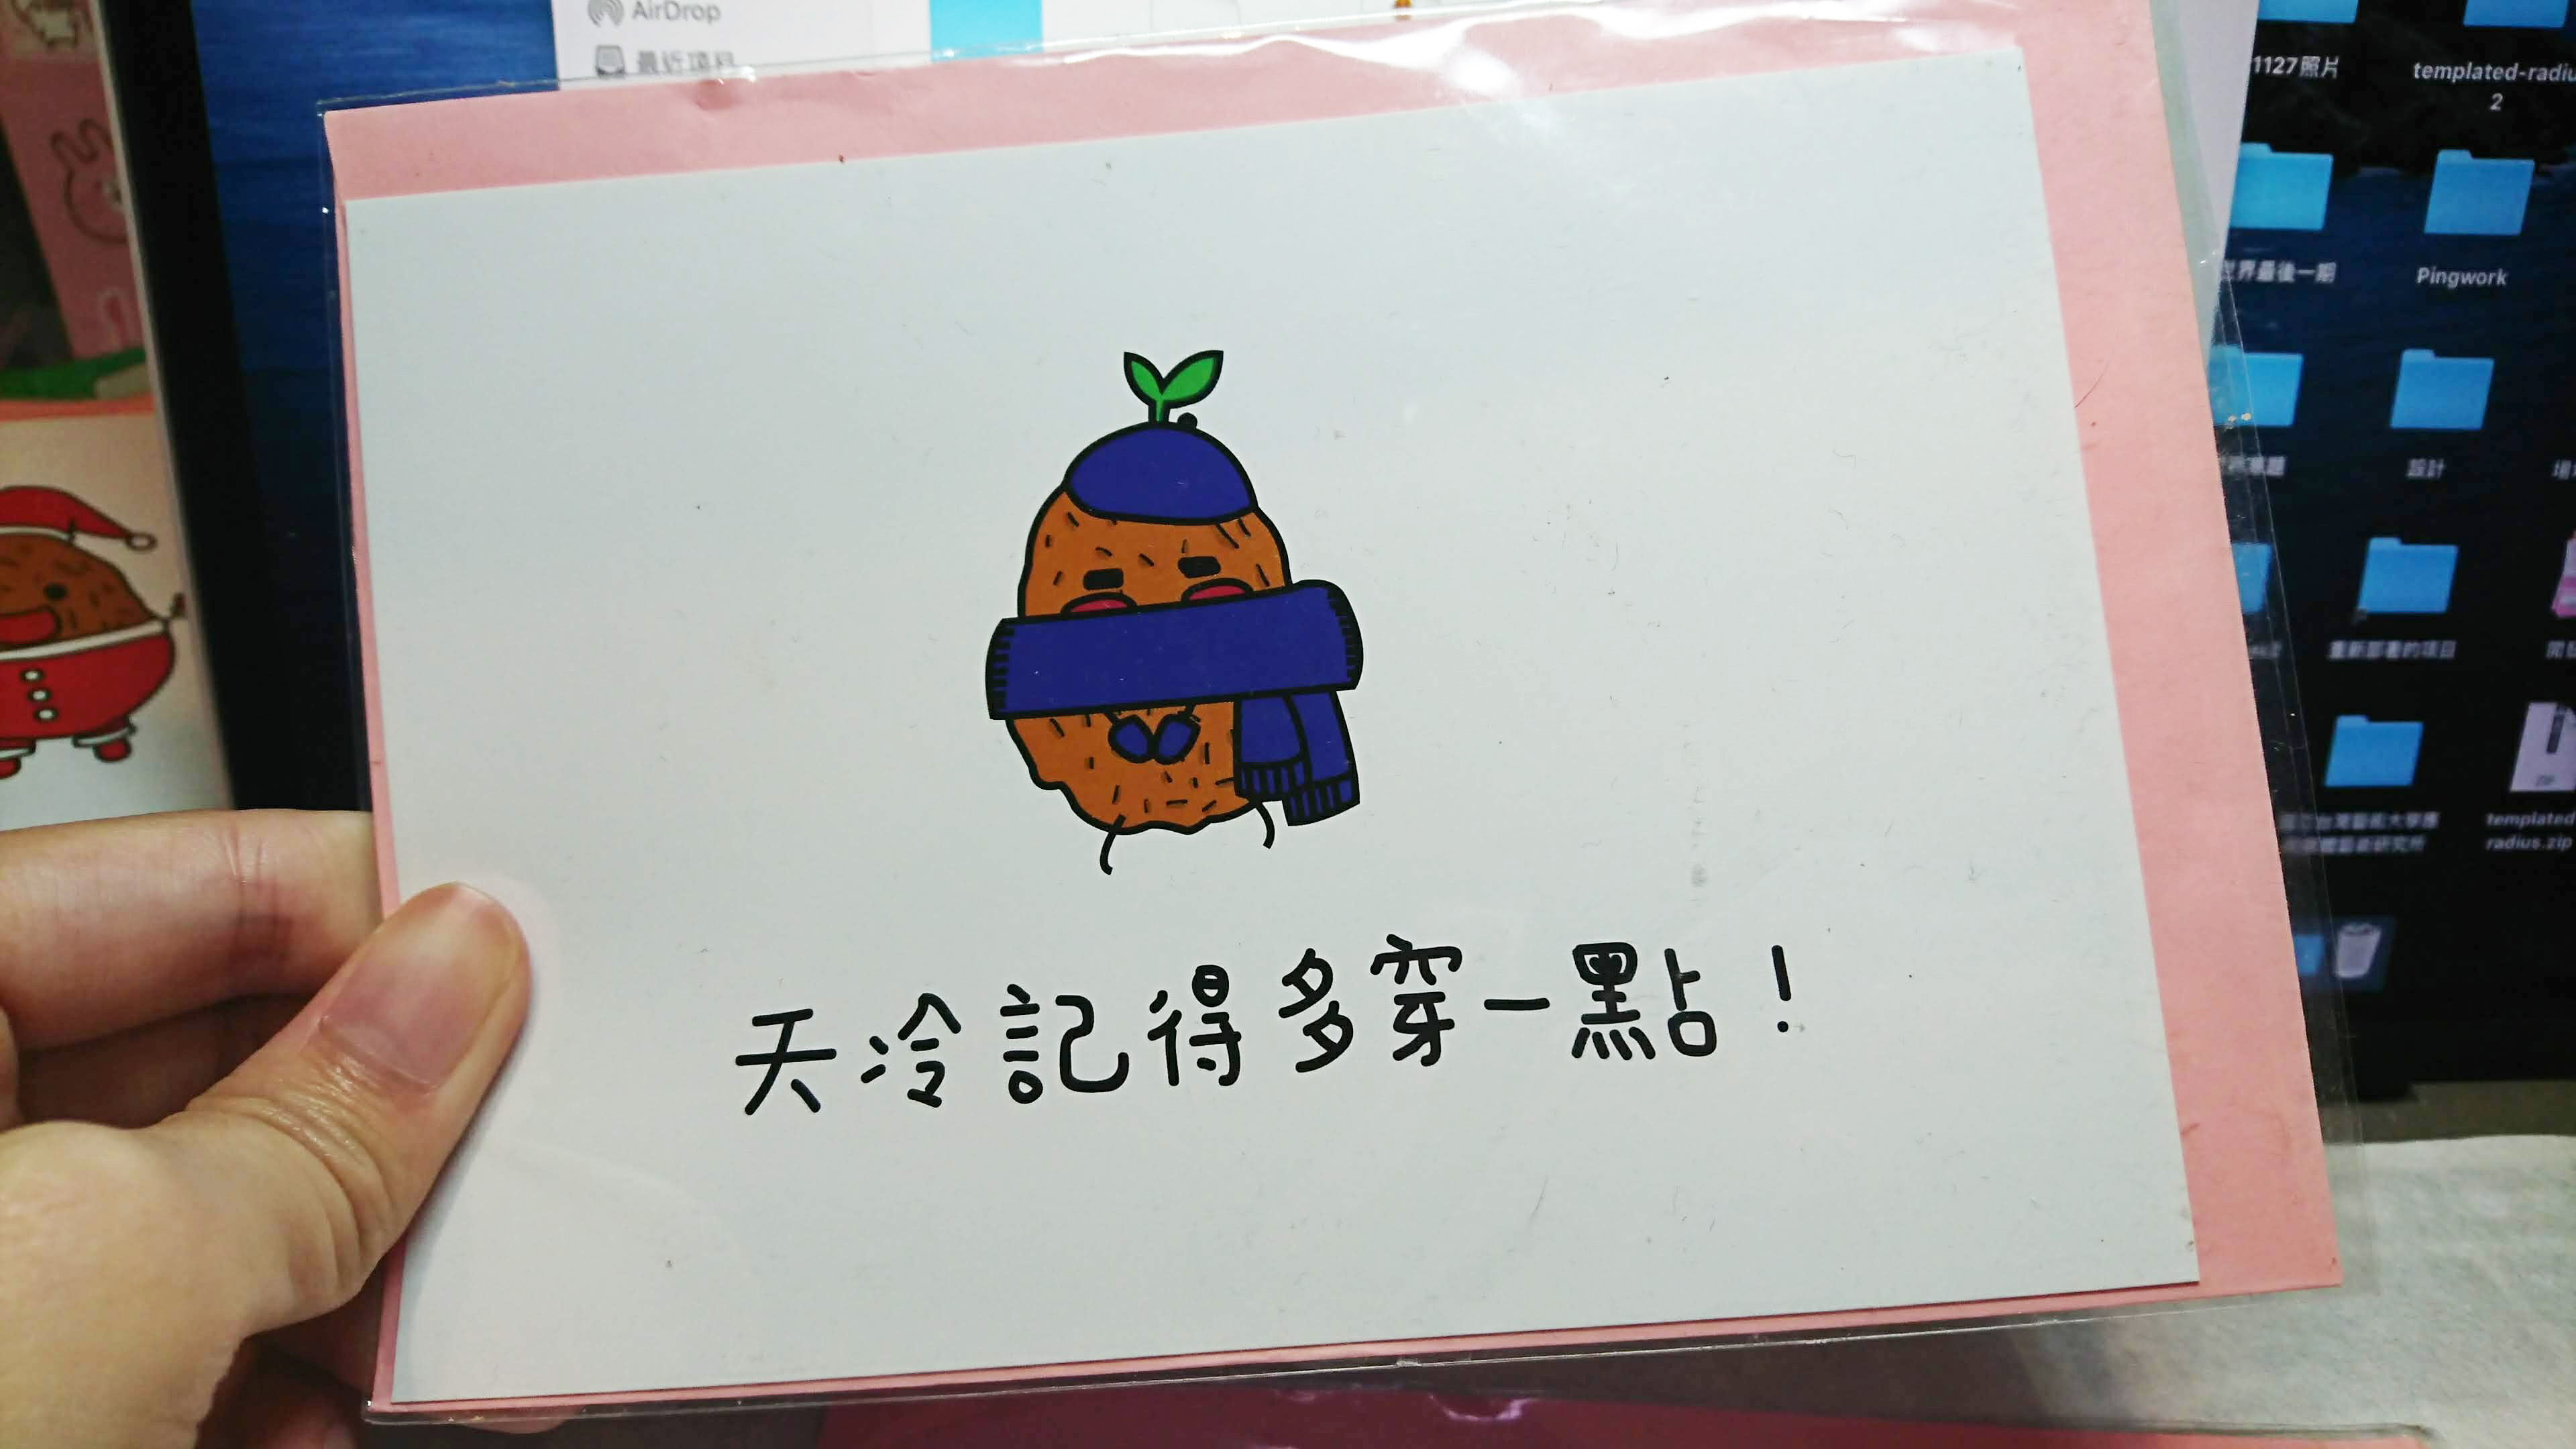 AirDrop
最近項目
1127照片
templated-radiu
2
世界最後一期
Pingwork
設計
重新部署的項目
templated
radius.zip
天冷記得多穿一點！